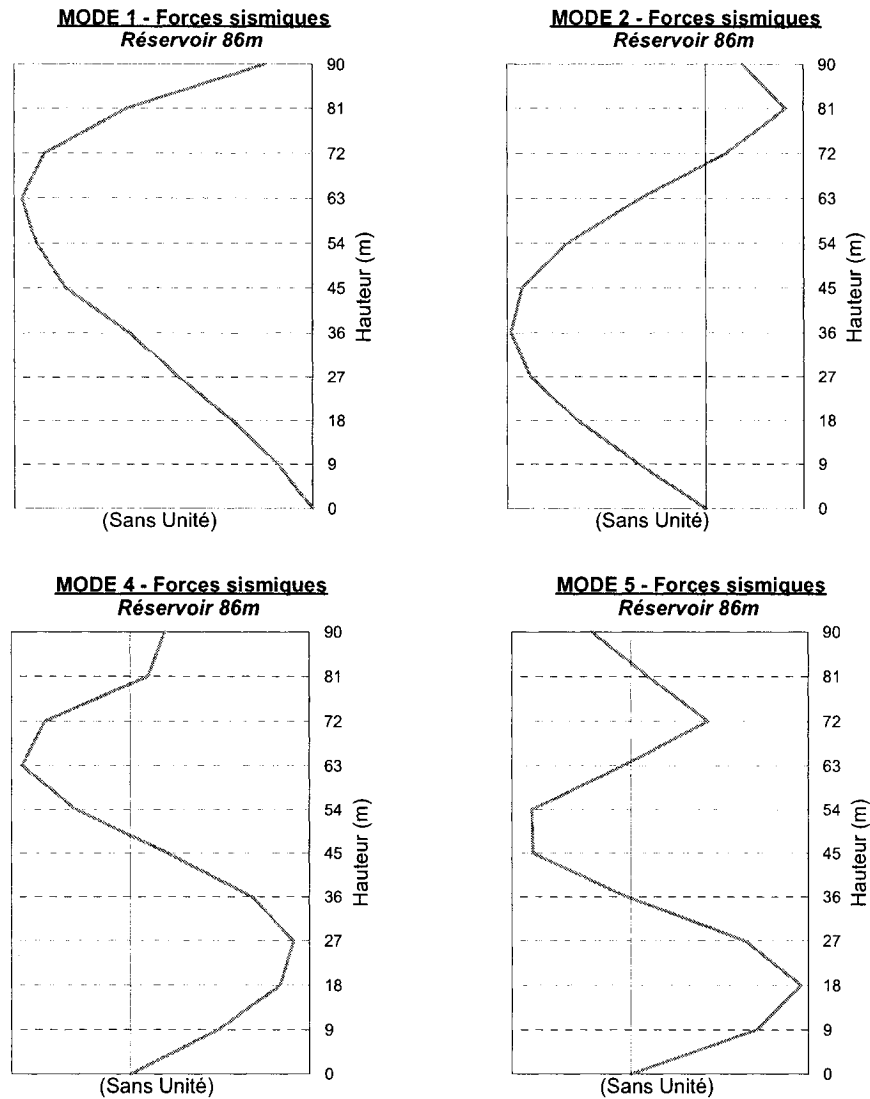 MODE 1 - Forces sismiques
Réservoir 86m
90
81
72
63
54
45
36
27
18
9
0
Hauteur (m)
(Sans Unité)
MODE 2 - Forces sismiques
Réservoir 86m
90
81
72
63
54
45
36
27
18
9
0
Hauteur (m)
(Sans Unité)
MODE 4 - Forces sismiques
Réservoir 86m
90
81
72
63
54
45
36
27
18
9
0
Hauteur (m)
(Sans Unité)
MODE 5 - Forces sismiques
Réservoir 86m
90
81
72
63
54
45
36
27
18
9
0
Hauteur (m)
(Sans Unité)